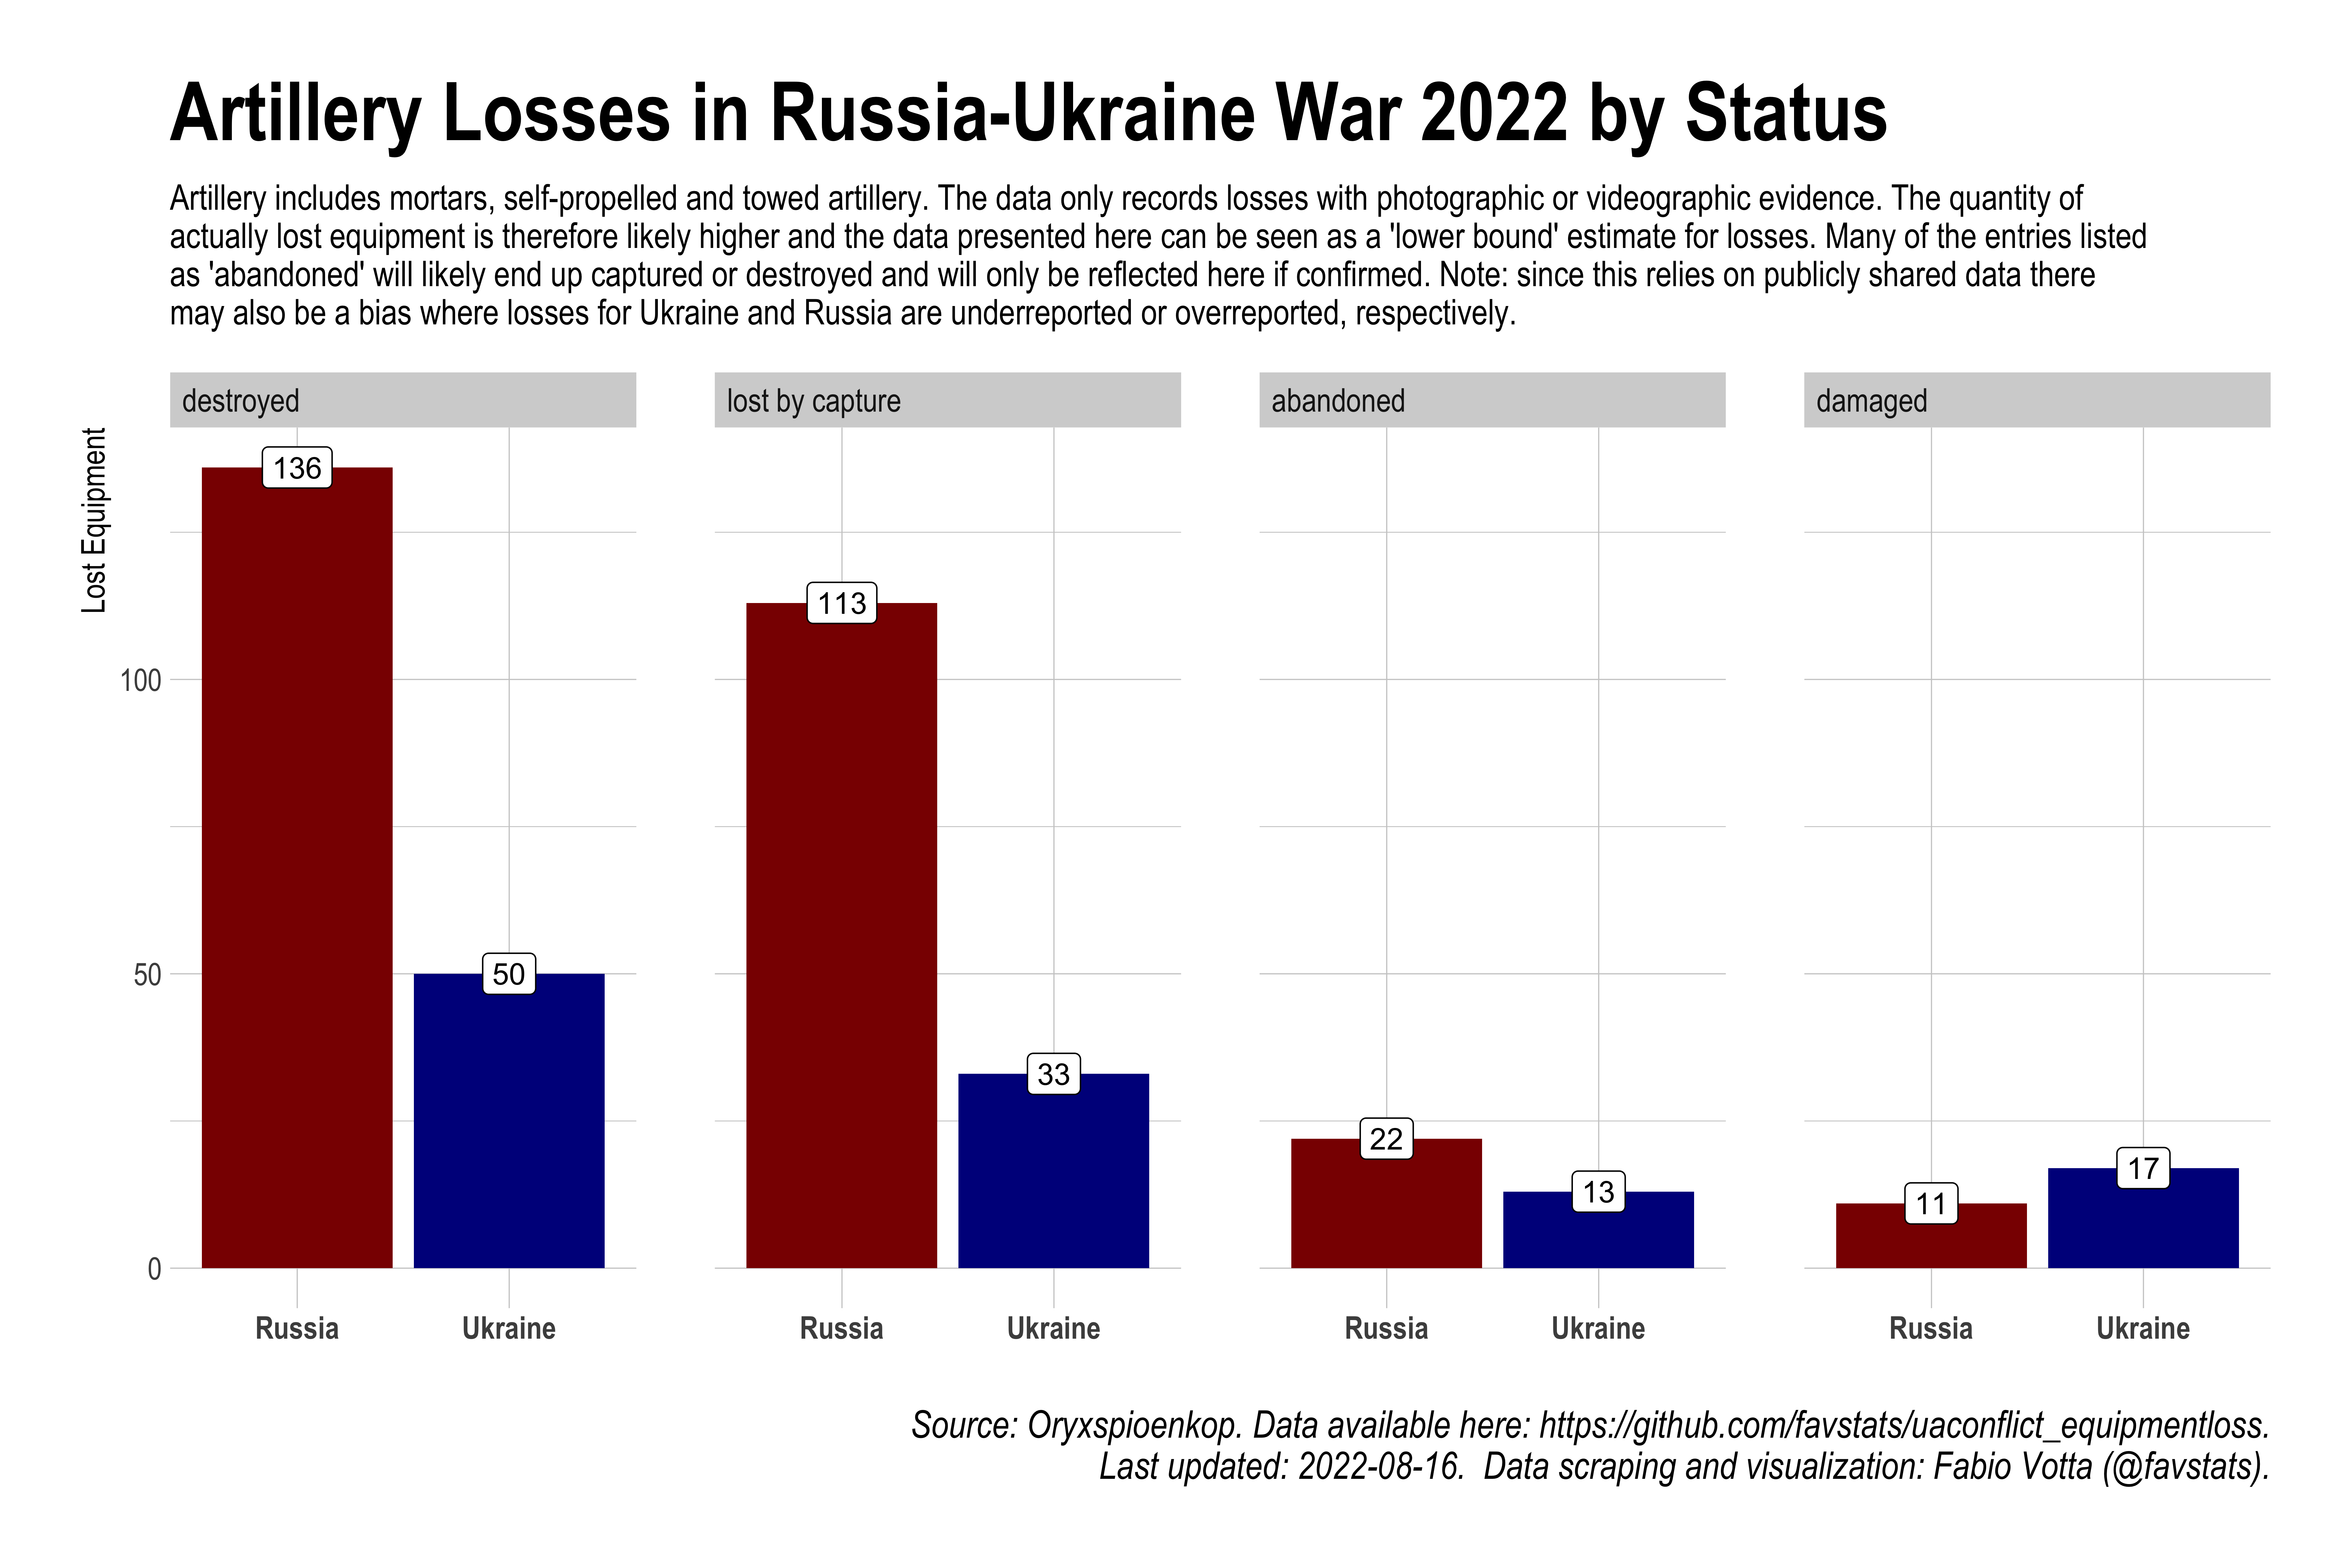 Artillery Losses in Russia-Ukraine War 2022 by Status
Artillery includes mortars, self-propelled and towed artillery. The data only records losses with photographic or videographic evidence. The quantity of
actually lost equipment is therefore likely higher and the data presented here can be seen as a 'lower bound' estimate for losses. Many of the entries listed
as 'abandoned' will likely end up captured or destroyed and will only be reflected here if confirmed. Note: since this relies on publicly shared data there
may also be a bias where losses for Ukraine and Russia are underreported or overreported, respectively.
destroyed
lost by capture
abandoned
damaged
Lost Equipment
100
50
0
136
50
113
33
22
13
11
17
Russia
Ukraine
Russia
Ukraine
Russia
Ukraine
Russia
Ukraine
Source: Oryxspioenkop. Data available here: https://github.com/favstats/uaconflict_equipmentloss.
Last updated: 2022-08-16.  Data scraping and visualization: Fabio Votta (@favstats).